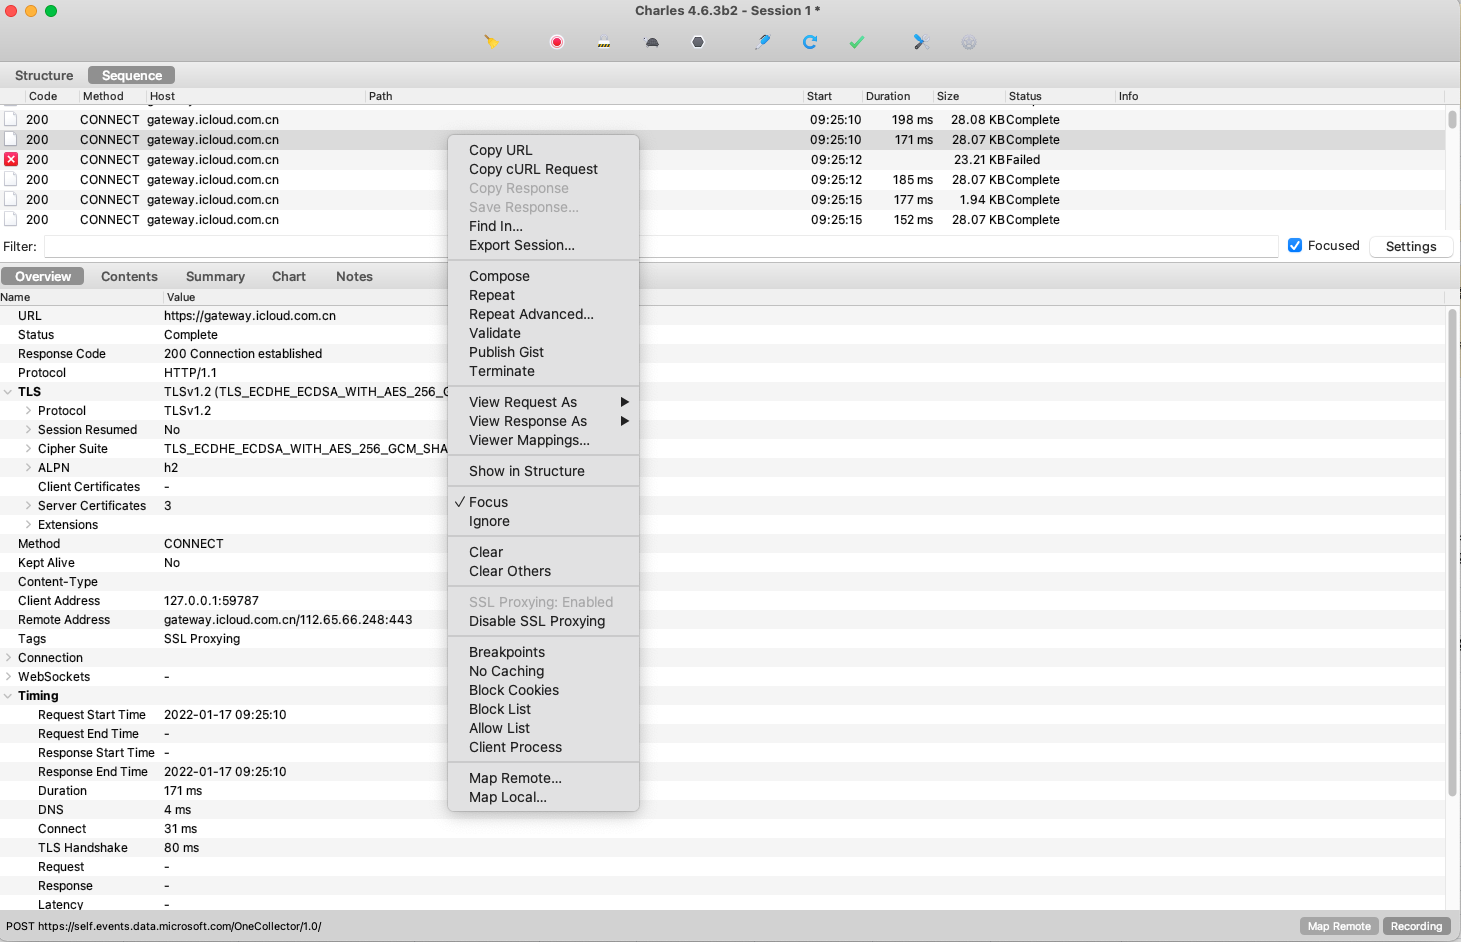 Charles 4.6.3b2 - Session 1 *
Structure Sequence
Code Method Host Path Start Duration Size Status Info
200 CONNECT gateway.icloud.com.cn 09:25:10 198 ms 28.08 KB Complete
200 CONNECT gateway.icloud.com.cn 09:25:10 171 ms 28.07 KB Complete
200 CONNECT gateway.icloud.com.cn 09:25:12 23.21 KB Failed
200 CONNECT gateway.icloud.com.cn 09:25:12 185 ms 28.07 KB Complete
200 CONNECT gateway.icloud.com.cn 09:25:15 177 ms 1.94 KB Complete
200 CONNECT gateway.icloud.com.cn 09:25:15 152 ms 28.07 KB Complete
Filter: Focused Settings
Overview Contents Summary Chart Notes
Name Value
URL https://gateway.icloud.com.cn
Status Complete
Response Code 200 Connection established
Protocol HTTP/1.1
TLS TLSv1.2 (TLS_ECDHE_ECDSA_WITH_AES_256_G
Protocol TLSv1.2
Session Resumed No
Cipher Suite TLS_ECDHE_ECDSA_WITH_AES_256_GCM_SHA
ALPN h2
Client Certificates -
Server Certificates 3
Extensions
Method CONNECT
Kept Alive No
Content-Type
Client Address 127.0.0.1:59787
Remote Address gateway.icloud.com.cn/112.65.66.248:443
Tags SSL Proxying
Connection
WebSockets -
Timing
Request Start Time 2022-01-17 09:25:10
Request End Time -
Response Start Time -
Response End Time 2022-01-17 09:25:10
Duration 171 ms
DNS 4 ms
Connect 31 ms
TLS Handshake 80 ms
Request -
Response -
Latency -
Copy URL
Copy cURL Request
Copy Response
Save Response...
Find In...
Export Session...
Compose
Repeat
Repeat Advanced...
Validate
Publish Gist
Terminate
View Request As
View Response As
Viewer Mappings...
Show in Structure
✓ Focus
Ignore
Clear
Clear Others
SSL Proxying: Enabled
Disable SSL Proxying
Breakpoints
No Caching
Block Cookies
Block List
Allow List
Client Process
Map Remote...
Map Local...
POST https://self.events.data.microsoft.com/OneCollector/1.0/ Map Remote Recording